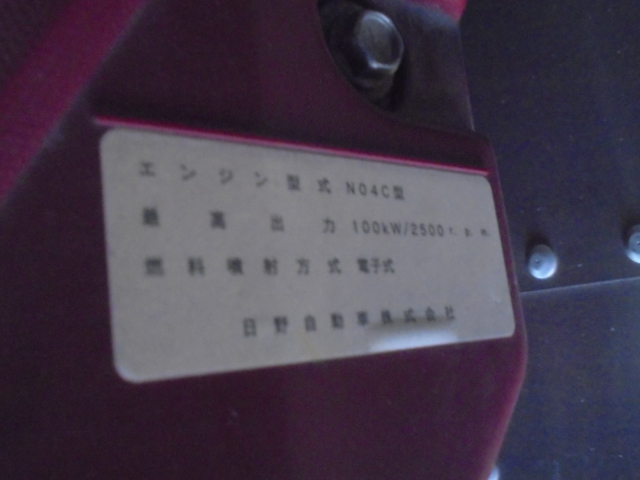 エンジン型式 N04C型
最高出力 100kW/2500r.p.m.
燃料噴射方式 電子式
日野自動車株式会社